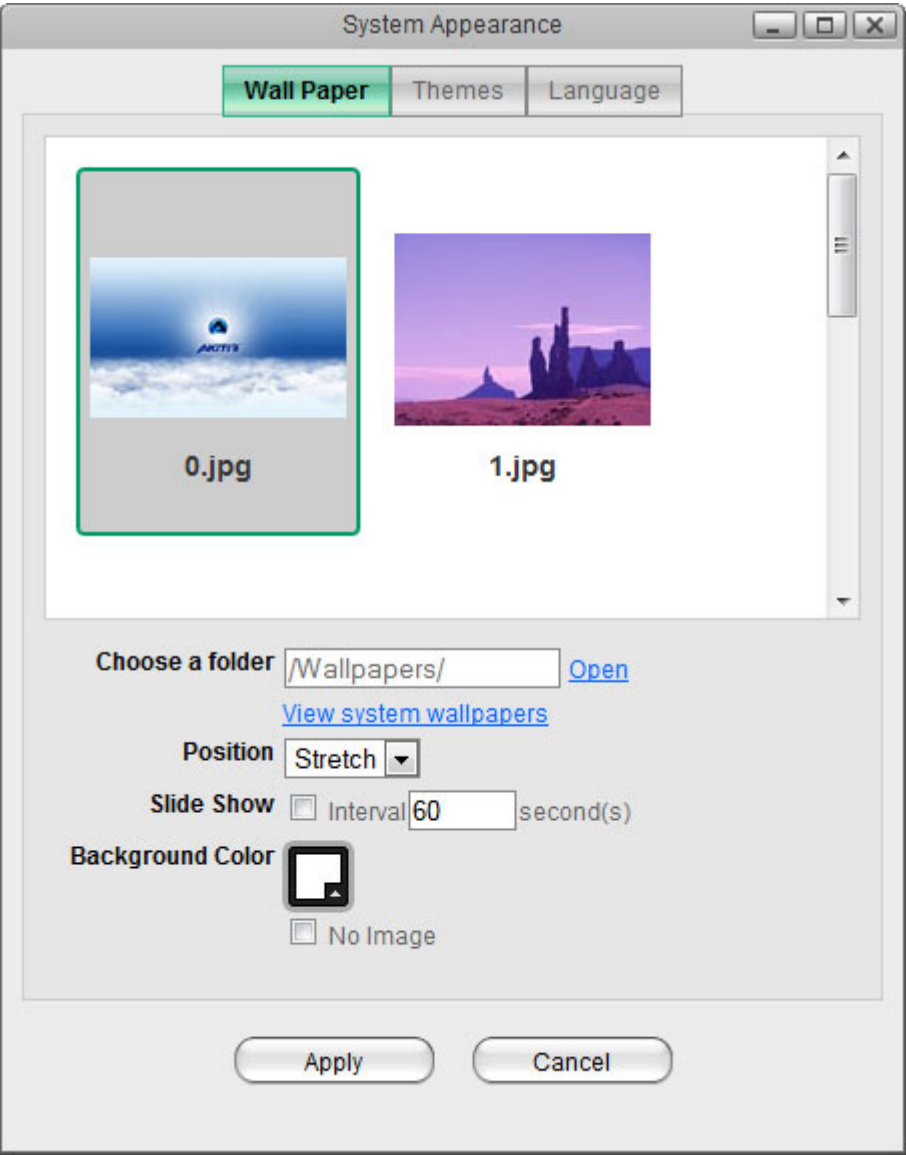 System Appearance
Wall Paper Themes Language
AKiTiO
0.jpg 1.jpg
Choose a folder /Wallpapers/ Open
View system wallpapers
Position Stretch
Slide Show Interval 60 second(s)
Background Color
No Image
Apply Cancel